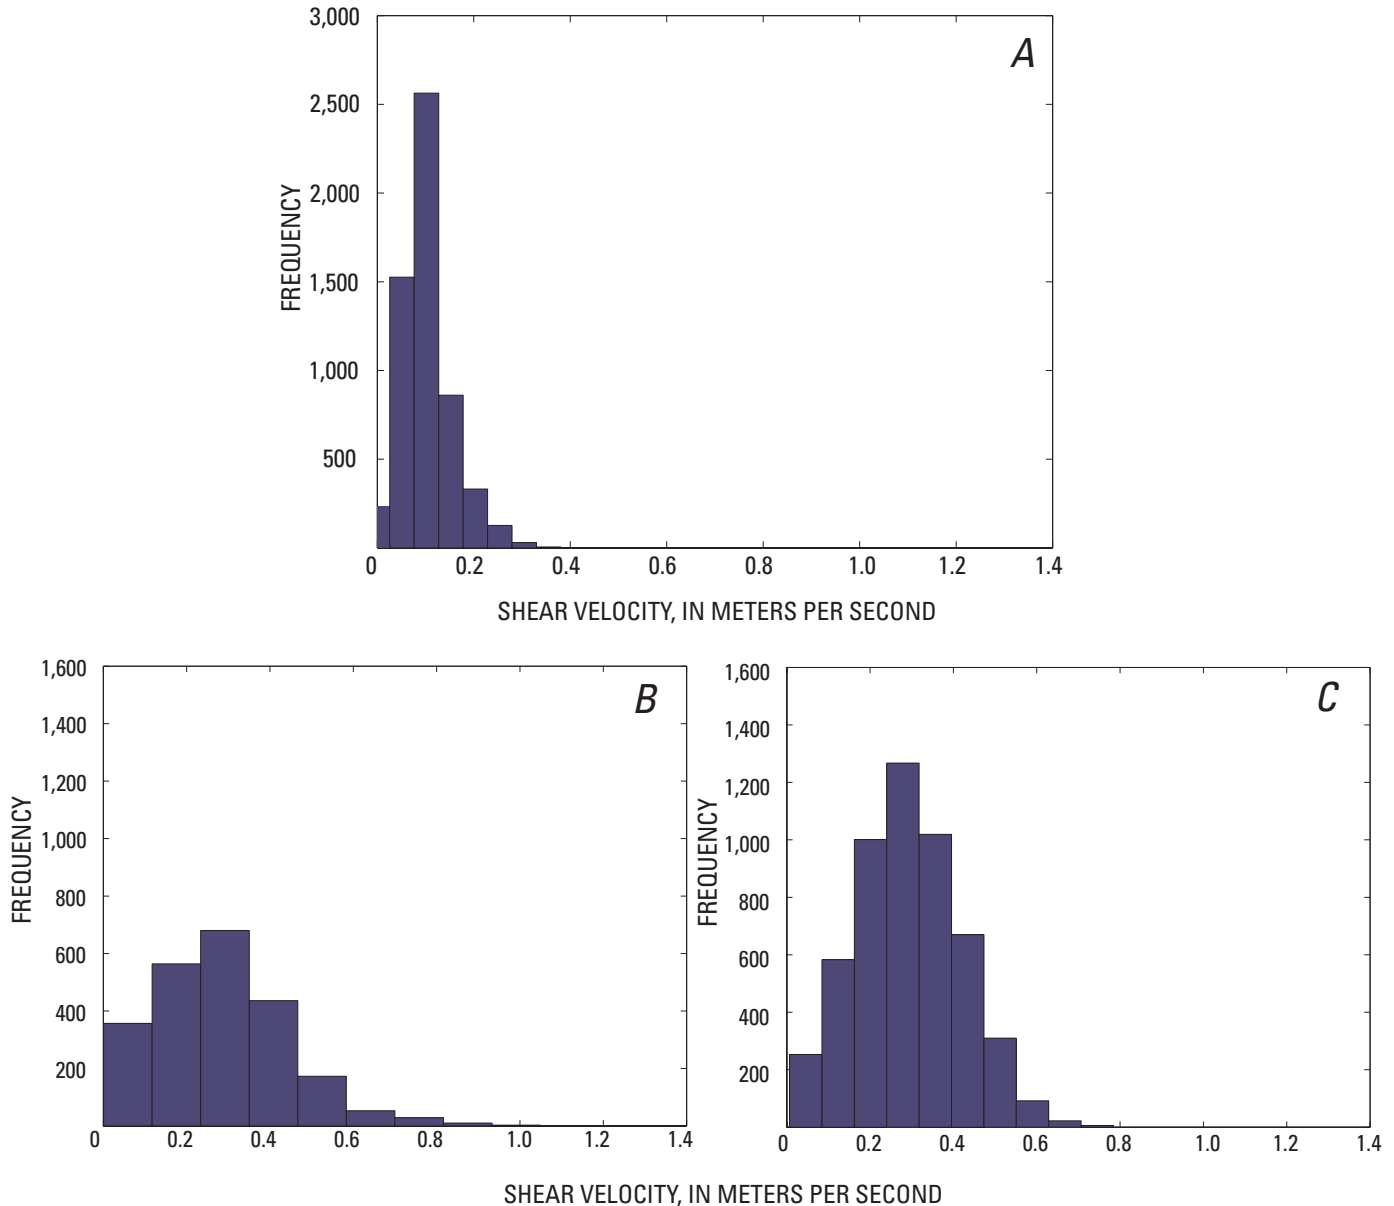 3,000
A
2,500
2,000
1,500
1,000
500
FREQUENCY
0 0.2 0.4 0.6 0.8 1.0 1.2 1.4
SHEAR VELOCITY, IN METERS PER SECOND
1,600
B
1,400
1,200
1,000
800
600
400
200
FREQUENCY
0 0.2 0.4 0.6 0.8 1.0 1.2 1.4
1,600
C
1,400
1,200
1,000
800
600
400
200
FREQUENCY
0 0.2 0.4 0.6 0.8 1.0 1.2 1.4
SHEAR VELOCITY, IN METERS PER SECOND